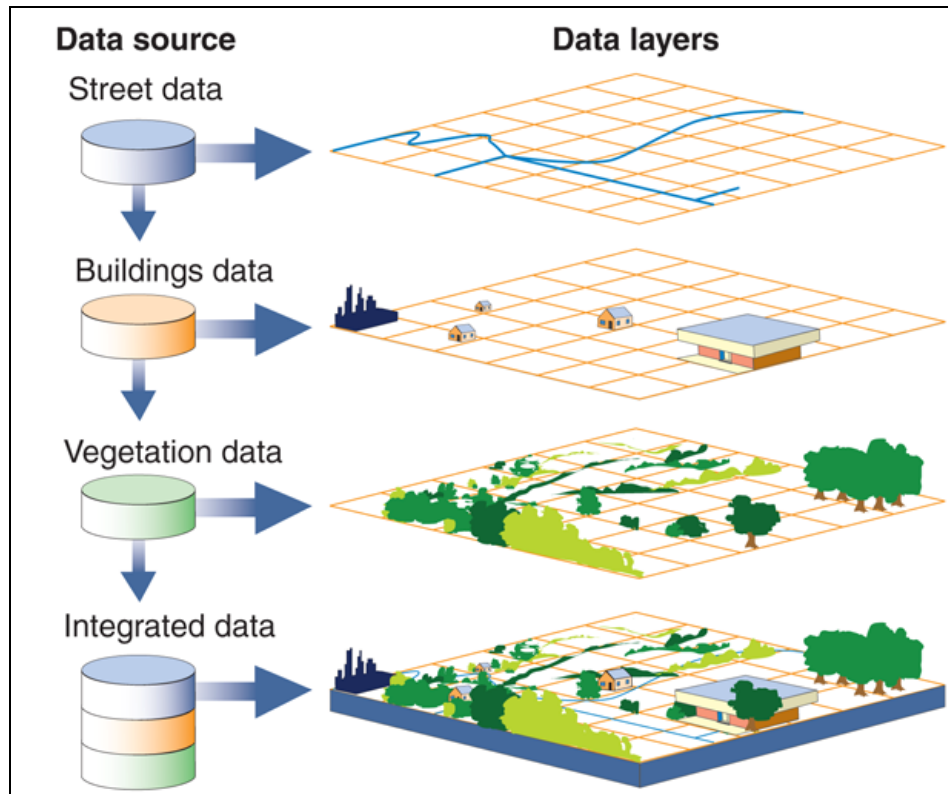 Data source
Data layers
Street data
Buildings data
Vegetation data
Integrated data